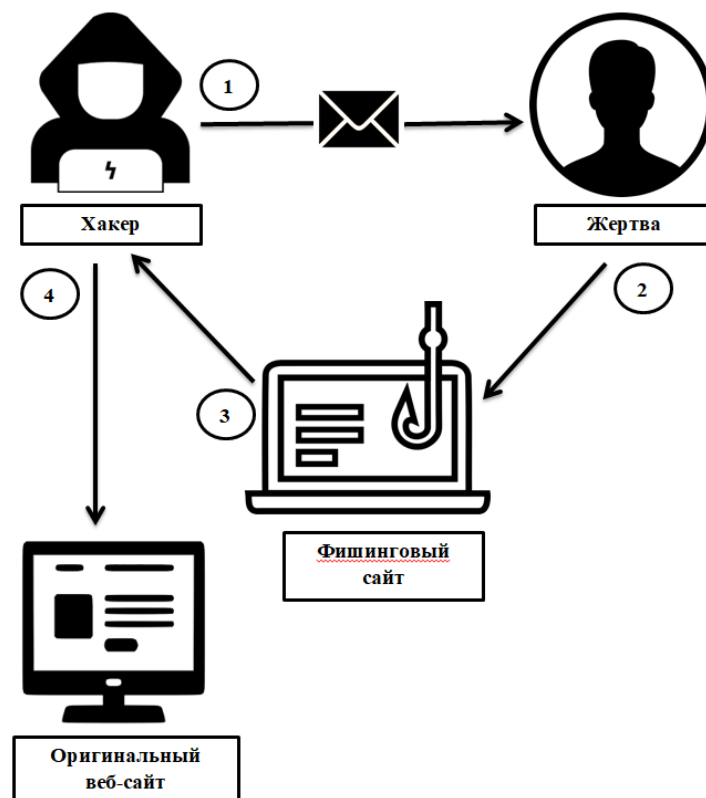 1
Хакер
Жертва
4
2
3
Фишинговый
сайт
Оригинальный
веб-сайт